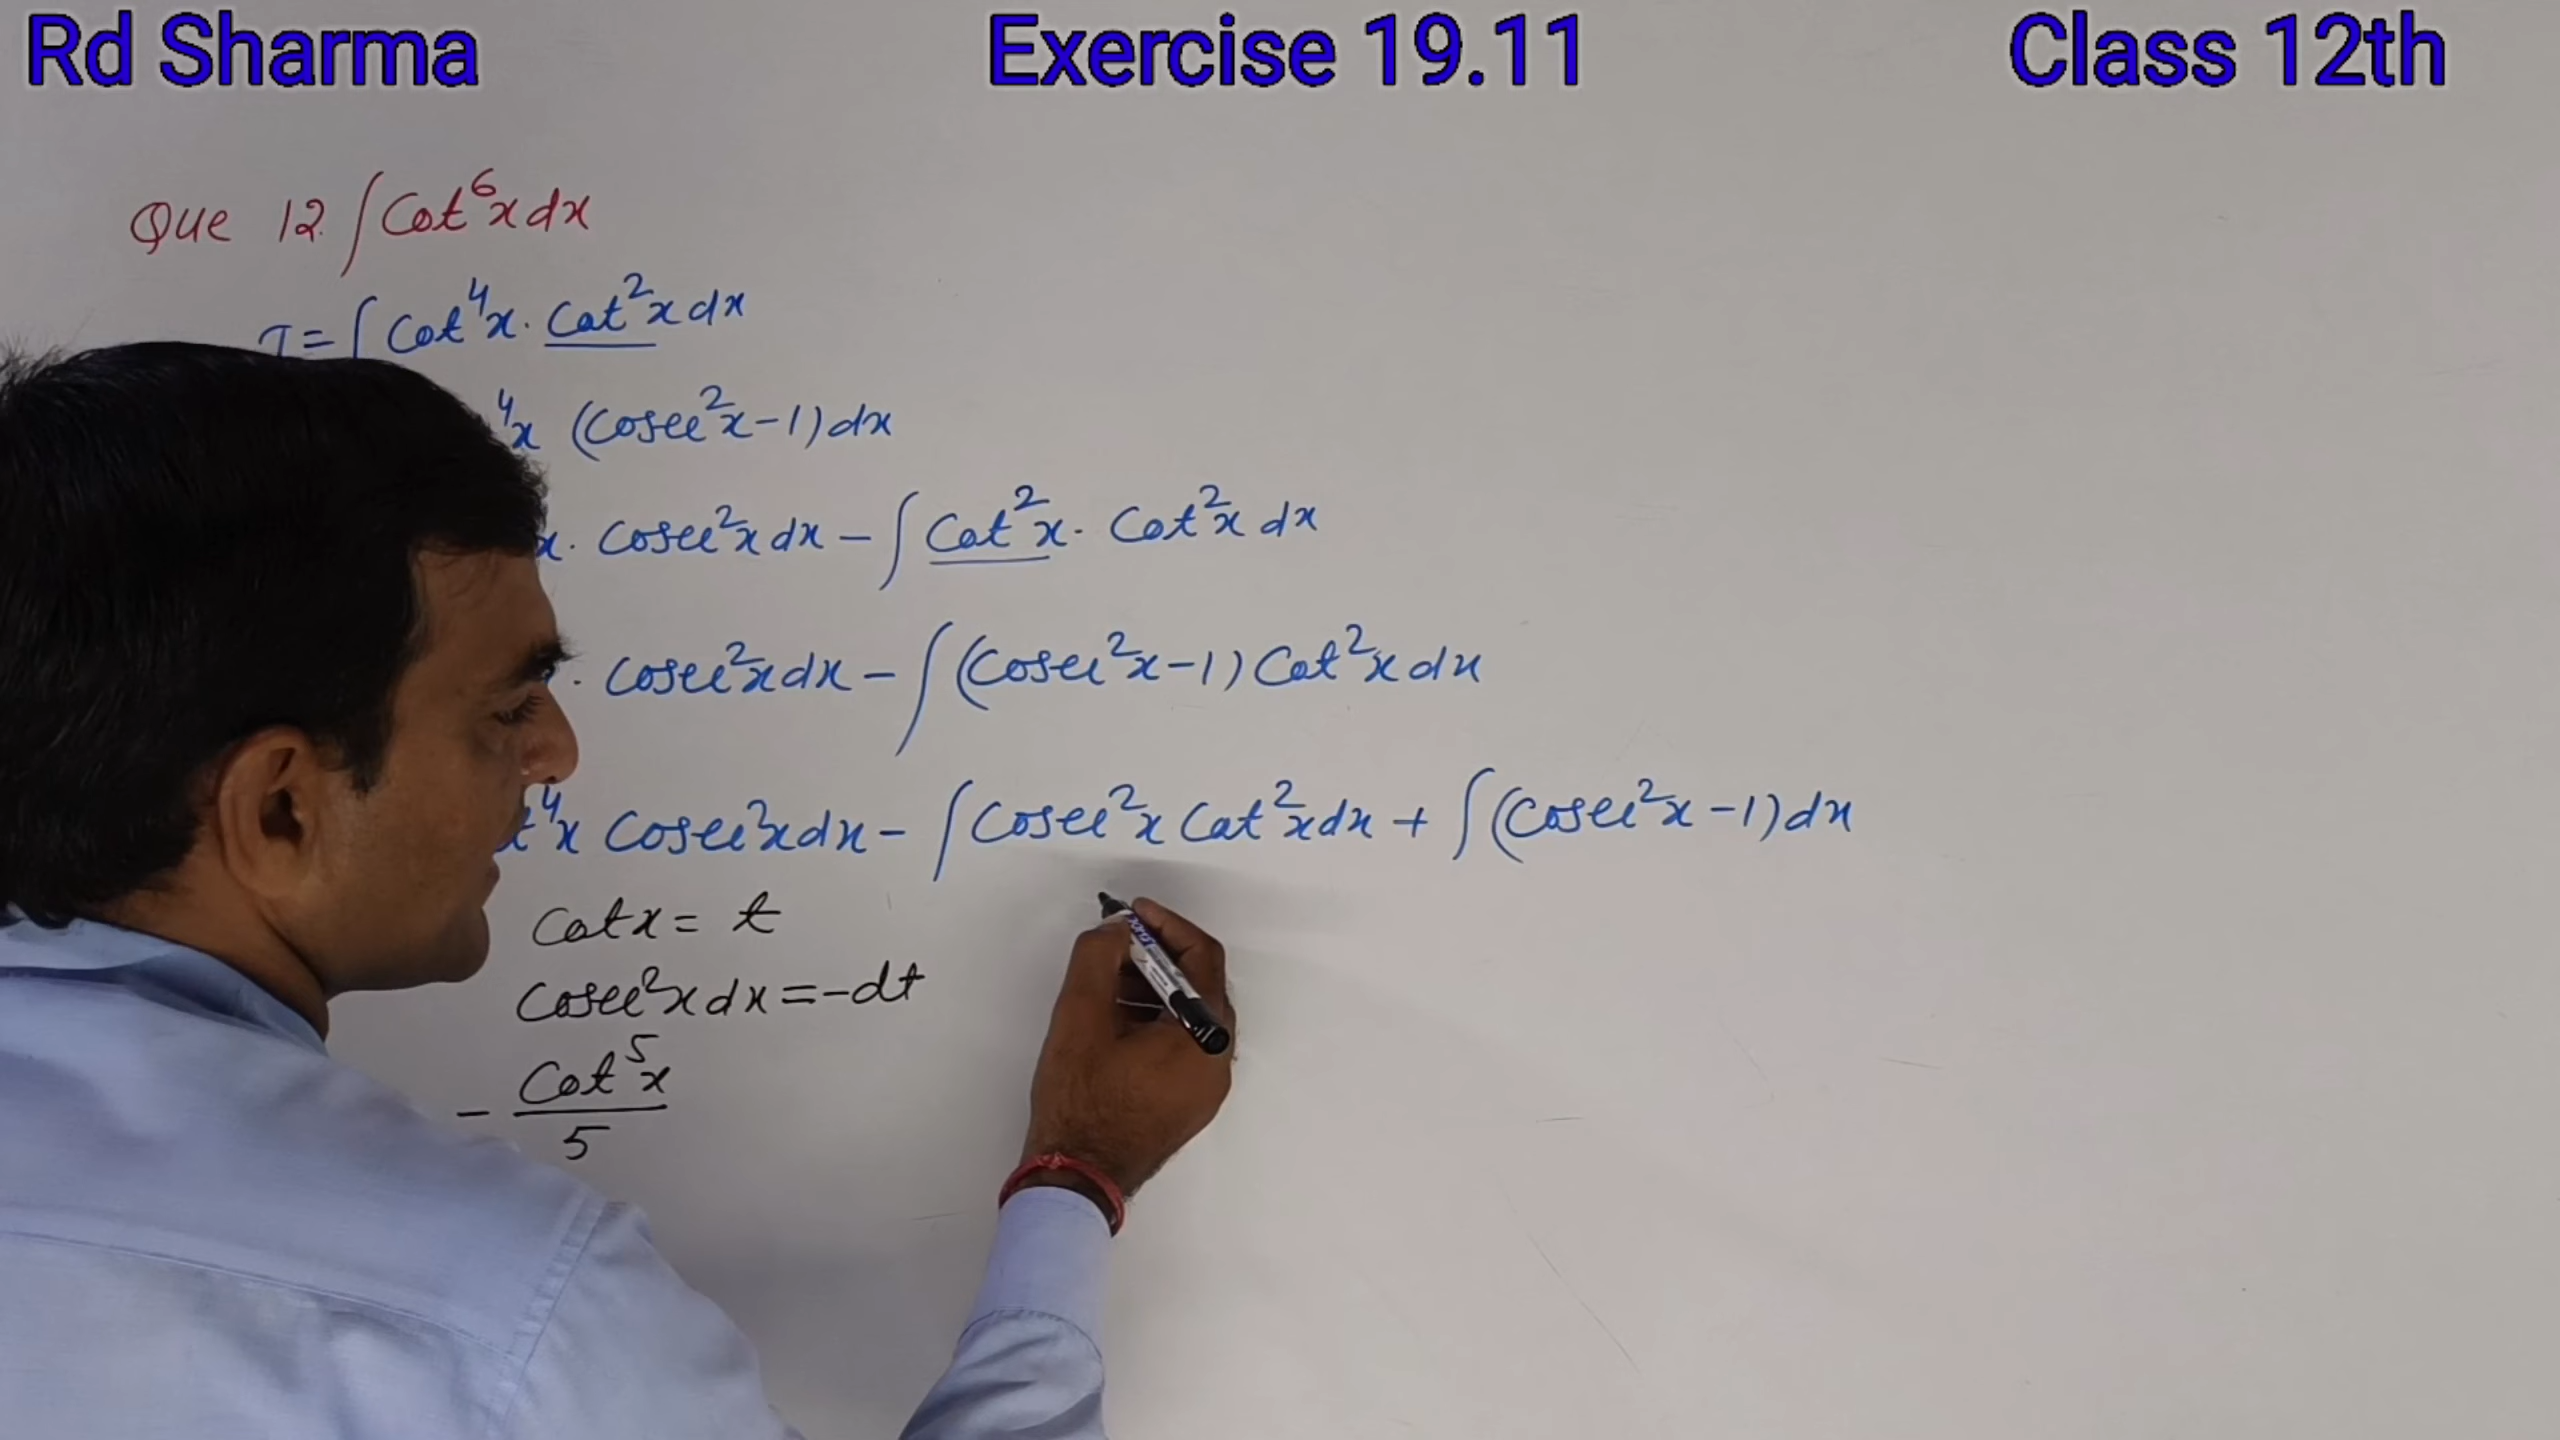 Rd Sharma Exercise 19.11 Class 12th
Que 12. ∫ Cot⁶x dx
I = ∫ Cot⁴x · Cot²x dx
⁴x (Cosec²x - 1) dx
x · Cosec²x dx - ∫ Cot²x · Cot²x dx
· Cosec²x dx - ∫ (Cosec²x - 1) Cot²x dx
t⁴x Cosec²x dx - ∫ Cosec²x Cot²x dx + ∫ (Cosec²x - 1) dx
Cot x = t
Cosec²x dx = - dt
- Cot⁵x / 5